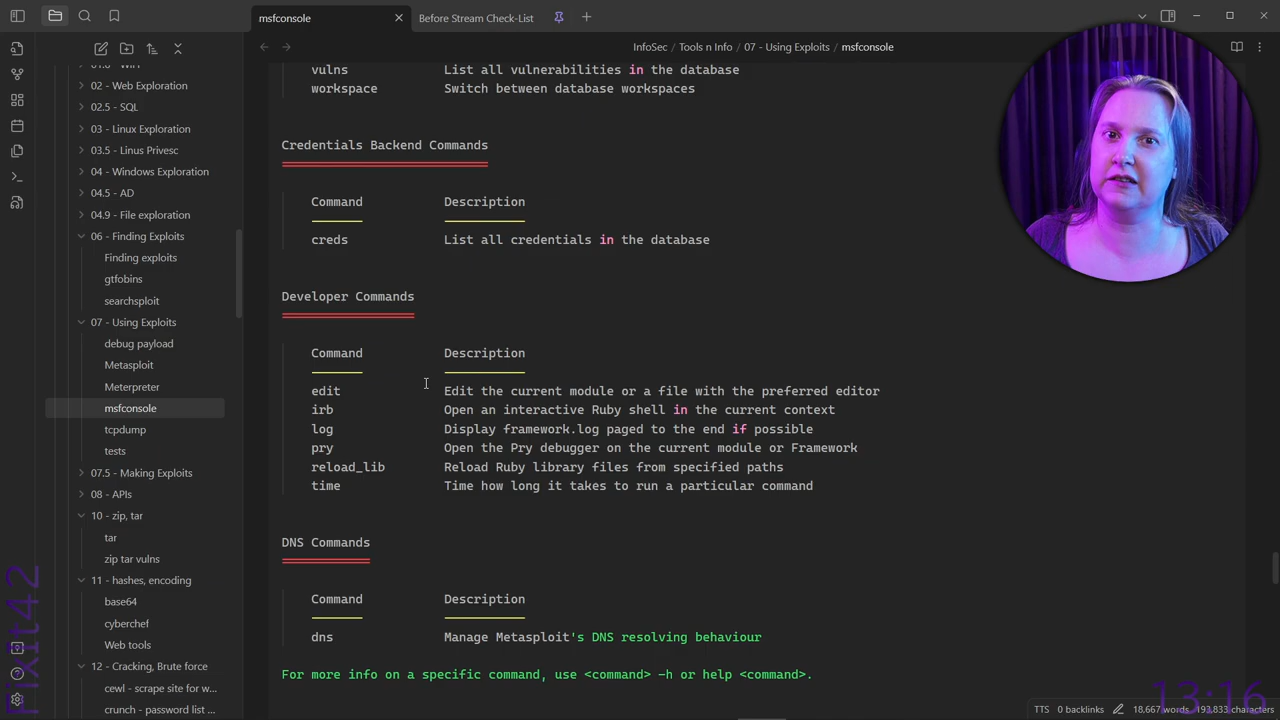 msfconsole
Before Stream Check-List
InfoSec / Tools n Info / 07 - Using Exploits / msfconsole
02 - Web Exploration
02.5 - SQL
03 - Linux Exploration
03.5 - Linus Privesc
04 - Windows Exploration
04.5 - AD
04.9 - File exploration
06 - Finding Exploits
Finding exploits
gtfobins
searchsploit
07 - Using Exploits
debug payload
Metasploit
Meterpreter
msfconsole
tcpdump
tests
07.5 - Making Exploits
08 - APIs
10 - zip, tar
tar
zip tar vulns
11 - hashes, encoding
base64
cyberchef
Web tools
12 - Cracking, Brute force
cewl - scrape site for w...
crunch - password list ...
vulns List all vulnerabilities in the database
workspace Switch between database workspaces
Credentials Backend Commands
Command Description
creds List all credentials in the database
Developer Commands
Command Description
edit Edit the current module or a file with the preferred editor
irb Open an interactive Ruby shell in the current context
log Display framework.log paged to the end if possible
pry Open the Pry debugger on the current module or Framework
reload_lib Reload Ruby library files from specified paths
time Time how long it takes to run a particular command
DNS Commands
Command Description
dns Manage Metasploit's DNS resolving behaviour
For more info on a specific command, use <command> -h or help <command>.
Fixit42
13:16
TTS 0 backlinks 18,667 words 193,833 characters